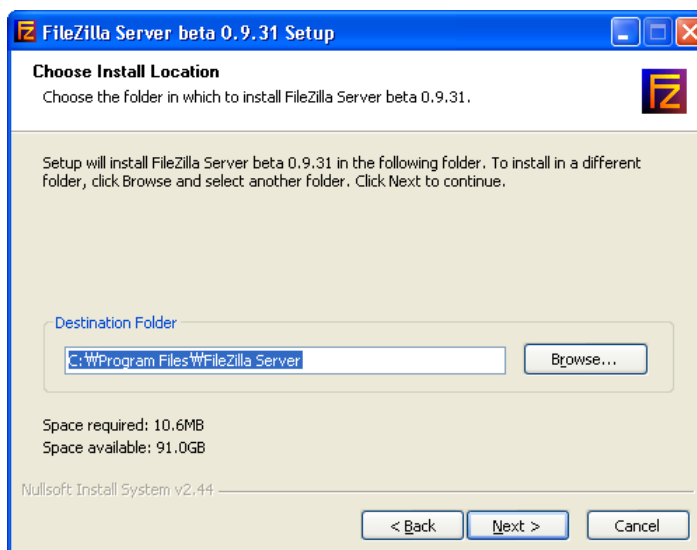 FileZilla Server beta 0.9.31 Setup
Choose Install Location
Choose the folder in which to install FileZilla Server beta 0.9.31.
Setup will install FileZilla Server beta 0.9.31 in the following folder. To install in a different
folder, click Browse and select another folder. Click Next to continue.
Destination Folder
C:₩Program Files₩FileZilla Server
Browse...
Space required: 10.6MB
Space available: 91.0GB
Nullsoft Install System v2.44
< Back
Next >
Cancel